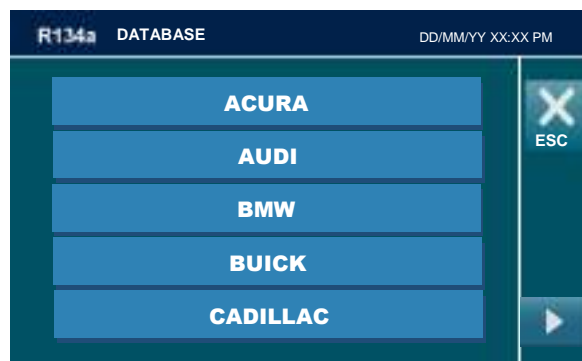 R134a DATABASE DD/MM/YY XX:XX PM
ACURA
ESC
AUDI
BMW
BUICK
CADILLAC